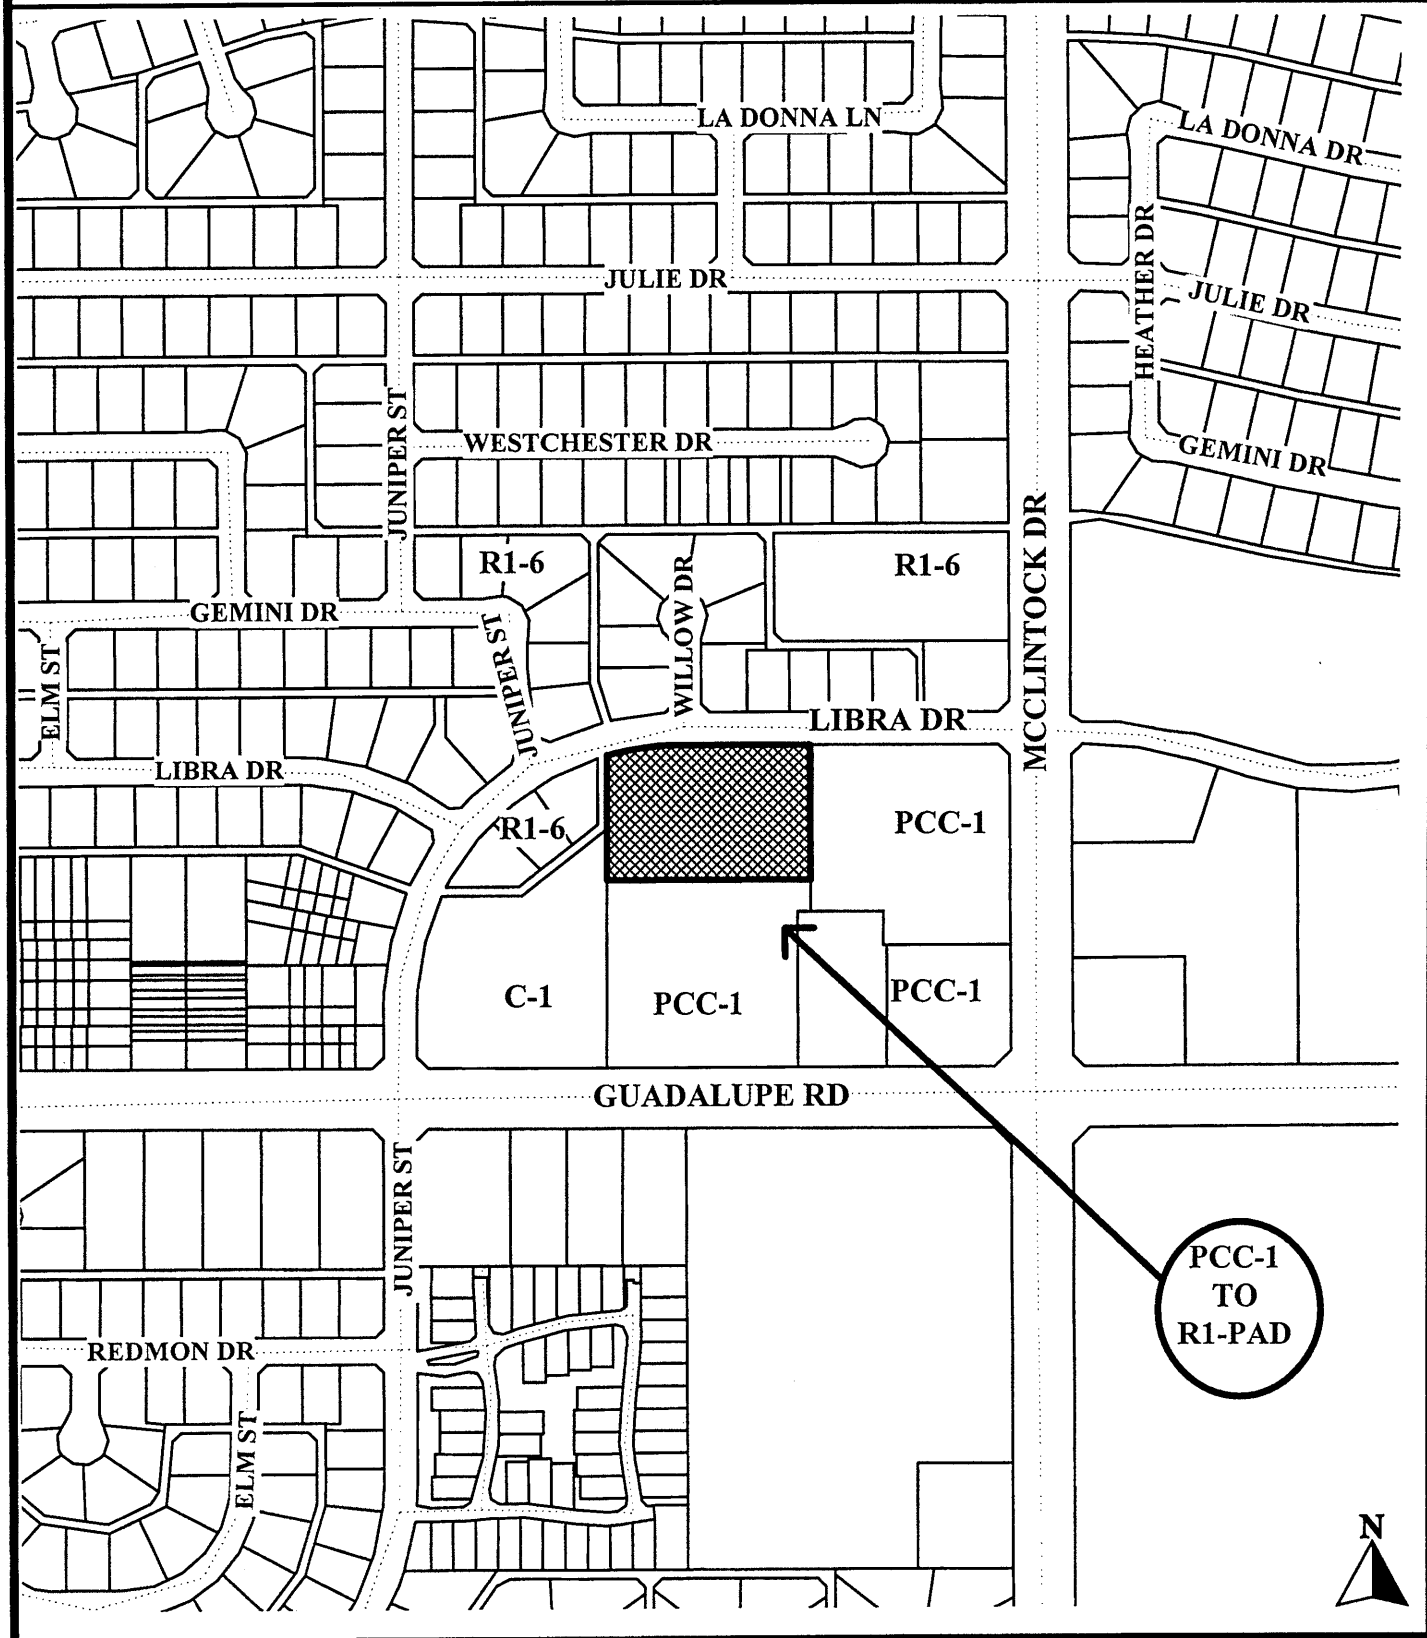 LA DONNA LN
LA DONNA DR
HEATHER DR
JULIE DR
JULIE DR
JUNIPER ST
WESTCHESTER DR
GEMINI DR
MCCLINTOCK DR
R1-6
WILLOW DR
R1-6
GEMINI DR
JUNIPER ST
ELM ST
LIBRA DR
LIBRA DR
R1-6
PCC-1
C-1
PCC-1
PCC-1
GUADALUPE RD
JUNIPER ST
PCC-1
TO
R1-PAD
REDMON DR
ELM ST
N